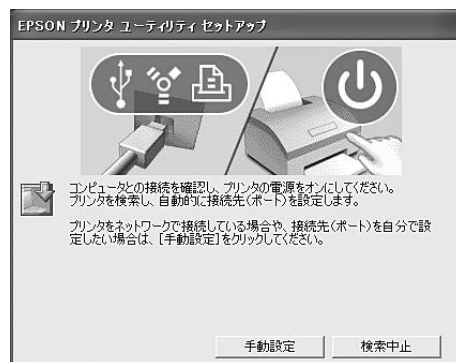 EPSON プリンタ ユーティリティ セットアップ
コンピュータとの接続を確認し、プリンタの電源をオンにしてください。
プリンタを検索し、自動的に接続先(ポート)を設定します。
プリンタをネットワークで接続している場合や、接続先(ポート)を自分で設
定したい場合は、[手動設定]をクリックしてください。
手動設定
検索中止